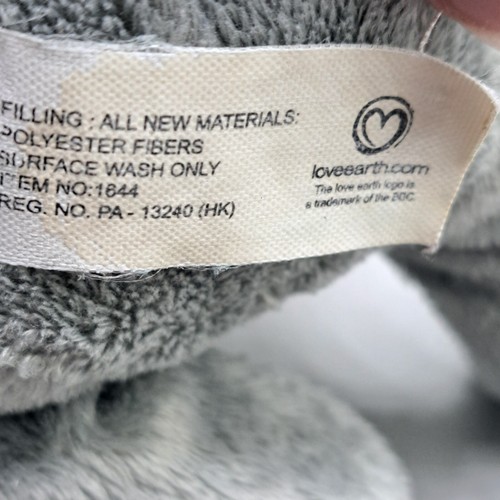 FILLING : ALL NEW MATERIALS:
POLYESTER FIBERS
SURFACE WASH ONLY
ITEM NO:1644
REG. NO. PA - 13240 (HK)
loveearth.com
The love earth logo is
a trademark of the BBC.